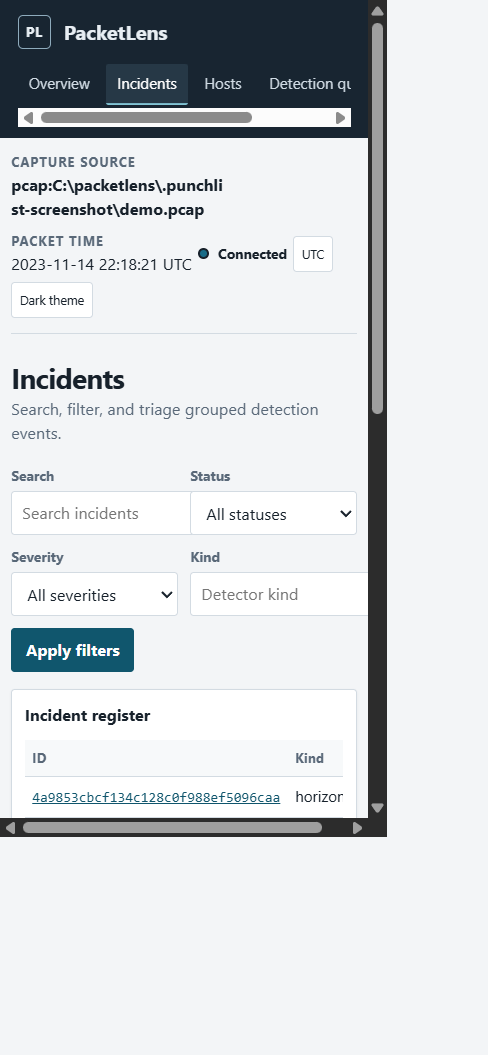 PL PacketLens
Overview Incidents Hosts Detection qu
CAPTURE SOURCE
pcap:C:\packetlens\.punchli
st-screenshot\demo.pcap
PACKET TIME
2023-11-14 22:18:21 UTC Connected UTC
Dark theme
Incidents
Search, filter, and triage grouped detection
events.
Search Status
Search incidents All statuses
Severity Kind
All severities Detector kind
Apply filters
Incident register
ID Kind
4a9853cbcf134c128c0f988ef5096caa horizon